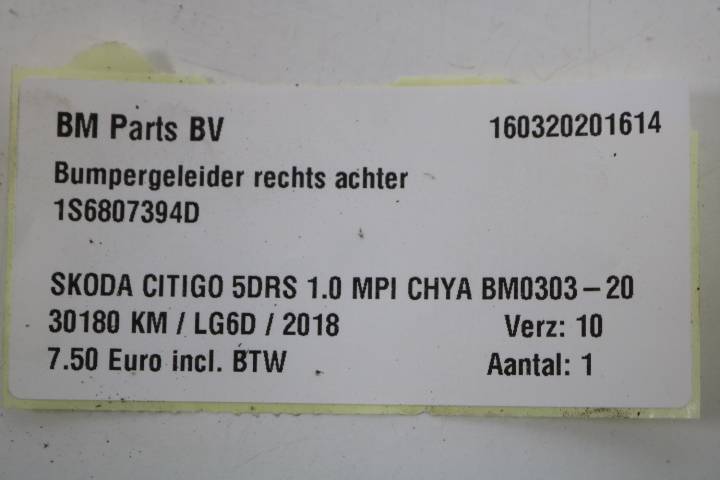 BM Parts BV 160320201614
Bumpergeleider rechts achter
1S6807394D
SKODA CITIGO 5DRS 1.0 MPI CHYA BM0303-20
30180 KM / LG6D / 2018 Verz: 10
7.50 Euro incl. BTW Aantal: 1